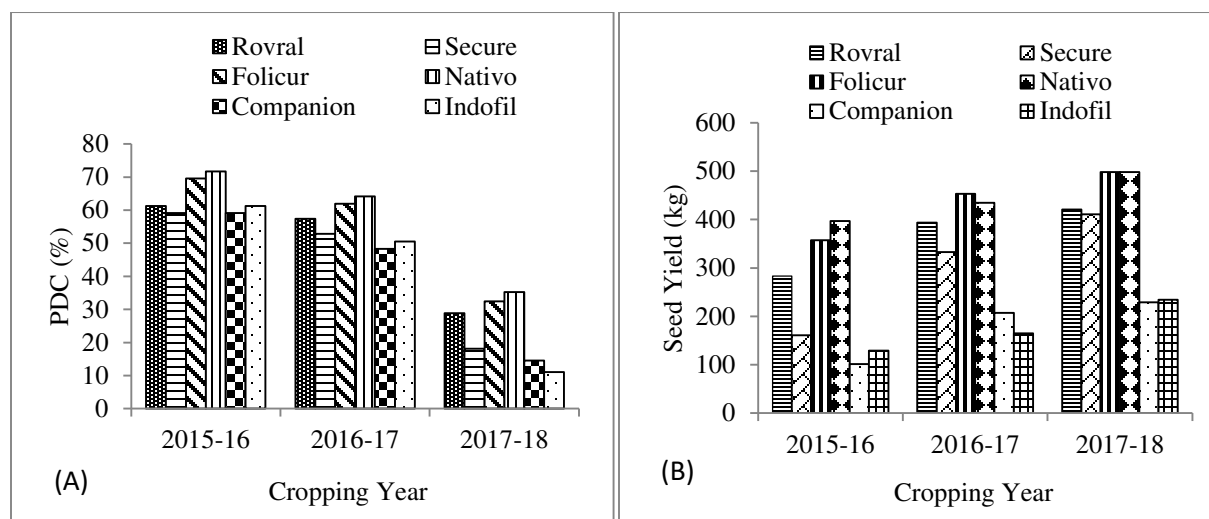 Rovral Secure
Folicur Nativo
Companion Indofil
80
70
60
50
40
30
20
10
0
PDC (%)
2015-16 2016-17 2017-18
Cropping Year
(A)
Rovral Secure
Folicur Nativo
Companion Indofil
600
500
400
300
200
100
0
Seed Yield (kg)
2015-16 2016-17 2017-18
Cropping Year
(B)